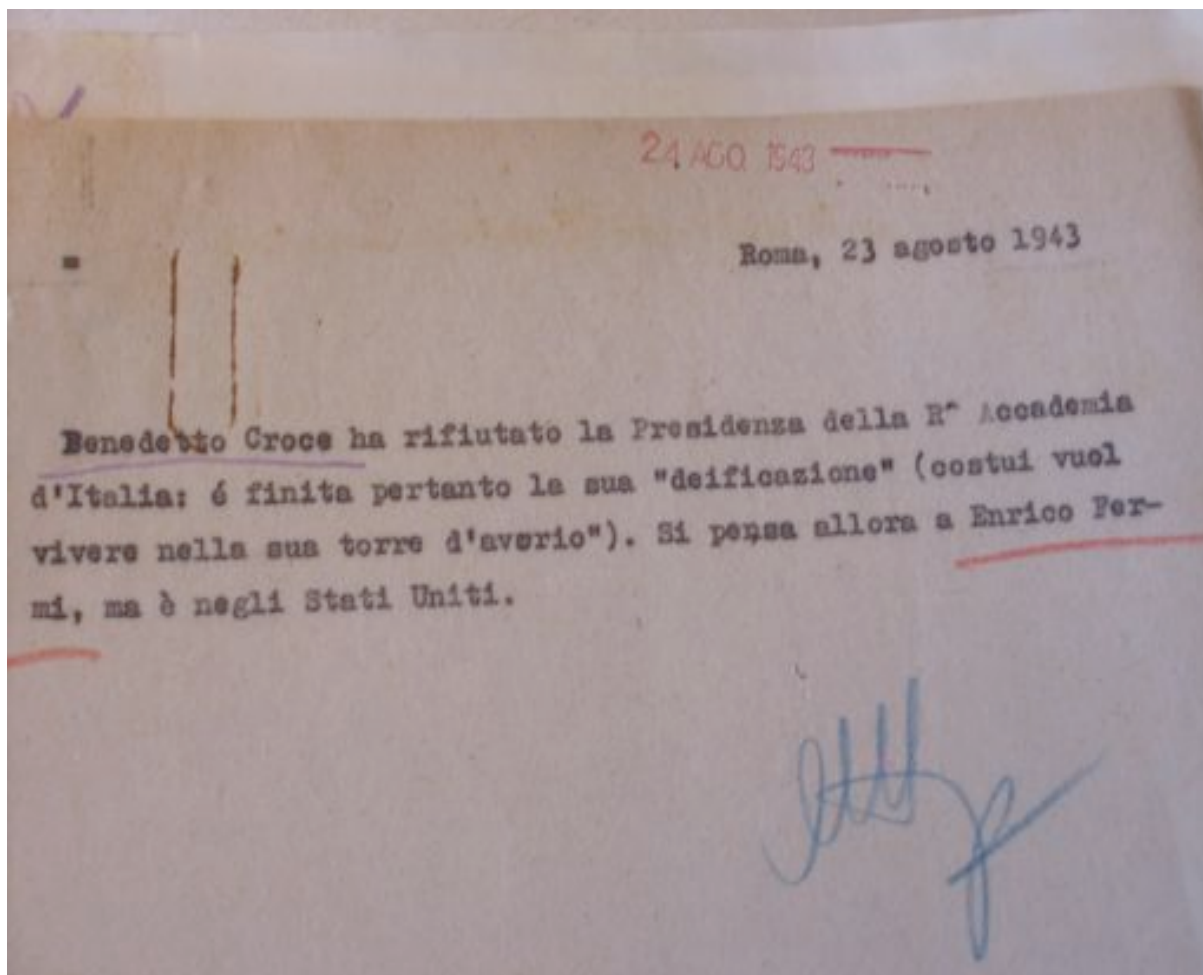 24 AGO. 1943
Roma, 23 agosto 1943
Benedetto Croce ha rifiutato la Presidenza della R^ Accademia
d'Italia: é finita pertanto la sua "deificazione" (costui vuol
vivere nella sua torre d'averio"). Si pensa allora a Enrico Fer-
mi, ma è negli Stati Uniti.